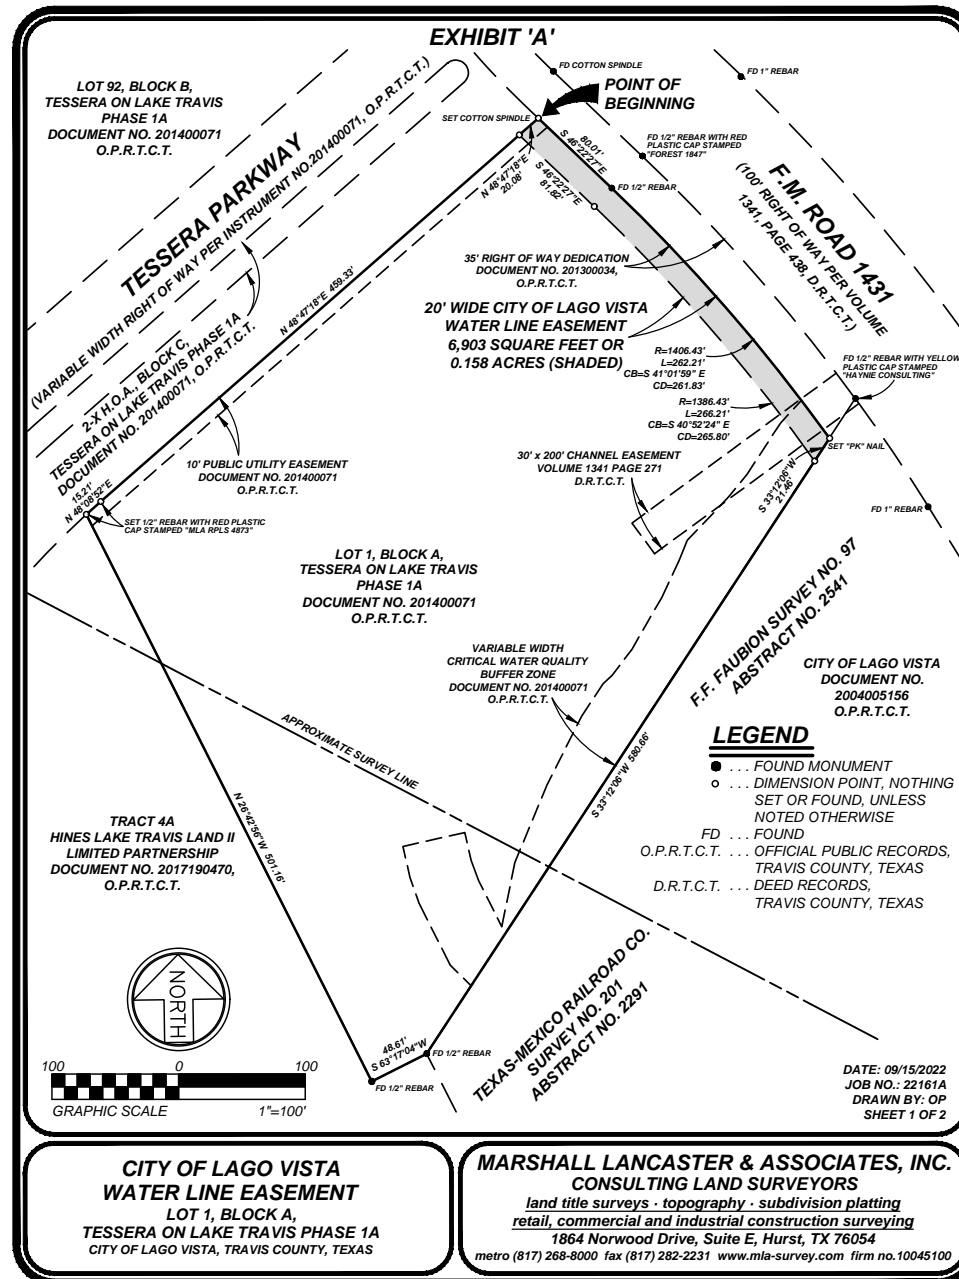 EXHIBIT 'A'
LOT 92, BLOCK B,
TESSERA ON LAKE TRAVIS
PHASE 1A
DOCUMENT NO. 201400071
O.P.R.T.C.T.
FD COTTON SPINDLE
FD 1" REBAR
POINT OF
BEGINNING
SET COTTON SPINDLE
TESSERA PARKWAY
(VARIABLE WIDTH RIGHT OF WAY PER INSTRUMENT NO.201400071, O.P.R.T.C.T.)
FD 1/2" REBAR WITH RED
PLASTIC CAP STAMPED
"FOREST 1847"
80.01'
S 46°22'27"E
FD 1/2" REBAR
N 48°47'18"E
20.08'
S 46°22'27"E
81.82'
F.M. ROAD 1431
(100' RIGHT OF WAY PER VOLUME
1341, PAGE 438, D.R.T.C.T.)
35' RIGHT OF WAY DEDICATION
DOCUMENT NO. 201300034,
O.P.R.T.C.T.
20' WIDE CITY OF LAGO VISTA
WATER LINE EASEMENT
6,903 SQUARE FEET OR
0.158 ACRES (SHADED)
N 48°47'18"E 459.33'
2-X H.O.A., BLOCK C,
TESSERA ON LAKE TRAVIS PHASE 1A
DOCUMENT NO. 201400071, O.P.R.T.C.T.
R=1406.43'
L=262.21'
CB=S 41°01'59" E
CD=261.83'
FD 1/2" REBAR WITH YELLOW
PLASTIC CAP STAMPED
"HAYNIE CONSULTING"
R=1386.43'
L=266.21'
CB=S 40°52'24" E
CD=265.80'
SET "PK" NAIL
10' PUBLIC UTILITY EASEMENT
DOCUMENT NO. 201400071
O.P.R.T.C.T.
30' x 200' CHANNEL EASEMENT
VOLUME 1341 PAGE 271
D.R.T.C.T.
S 33°12'06"W
21.46'
15.21'
N 48°08'52"E
SET 1/2" REBAR WITH RED PLASTIC
CAP STAMPED "MLA RPLS 4873"
FD 1" REBAR
LOT 1, BLOCK A,
TESSERA ON LAKE TRAVIS
PHASE 1A
DOCUMENT NO. 201400071
O.P.R.T.C.T.
F.F. FAUBION SURVEY NO. 97
ABSTRACT NO. 2541
VARIABLE WIDTH
CRITICAL WATER QUALITY
BUFFER ZONE
DOCUMENT NO. 201400071
O.P.R.T.C.T.
CITY OF LAGO VISTA
DOCUMENT NO.
2004005156
O.P.R.T.C.T.
APPROXIMATE SURVEY LINE
S 33°12'06"W 580.66'
LEGEND
. . . FOUND MONUMENT
. . . DIMENSION POINT, NOTHING
SET OR FOUND, UNLESS
NOTED OTHERWISE
FD . . . FOUND
O.P.R.T.C.T. . . . OFFICIAL PUBLIC RECORDS,
TRAVIS COUNTY, TEXAS
D.R.T.C.T. . . . DEED RECORDS,
TRAVIS COUNTY, TEXAS
N 26°42'56"W 501.16'
TRACT 4A
HINES LAKE TRAVIS LAND II
LIMITED PARTNERSHIP
DOCUMENT NO. 2017190470,
O.P.R.T.C.T.
NORTH
TEXAS-MEXICO RAILROAD CO.
SURVEY NO. 201
ABSTRACT NO. 2291
48.61'
S 63°17'04"W
FD 1/2" REBAR
FD 1/2" REBAR
100 0 100
GRAPHIC SCALE 1"=100'
DATE: 09/15/2022
JOB NO.: 22161A
DRAWN BY: OP
SHEET 1 OF 2
CITY OF LAGO VISTA
WATER LINE EASEMENT
LOT 1, BLOCK A,
TESSERA ON LAKE TRAVIS PHASE 1A
CITY OF LAGO VISTA, TRAVIS COUNTY, TEXAS
MARSHALL LANCASTER & ASSOCIATES, INC.
CONSULTING LAND SURVEYORS
land title surveys · topography · subdivision platting
retail, commercial and industrial construction surveying
1864 Norwood Drive, Suite E, Hurst, TX 76054
metro (817) 268-8000 fax (817) 282-2231 www.mla-survey.com firm no.10045100